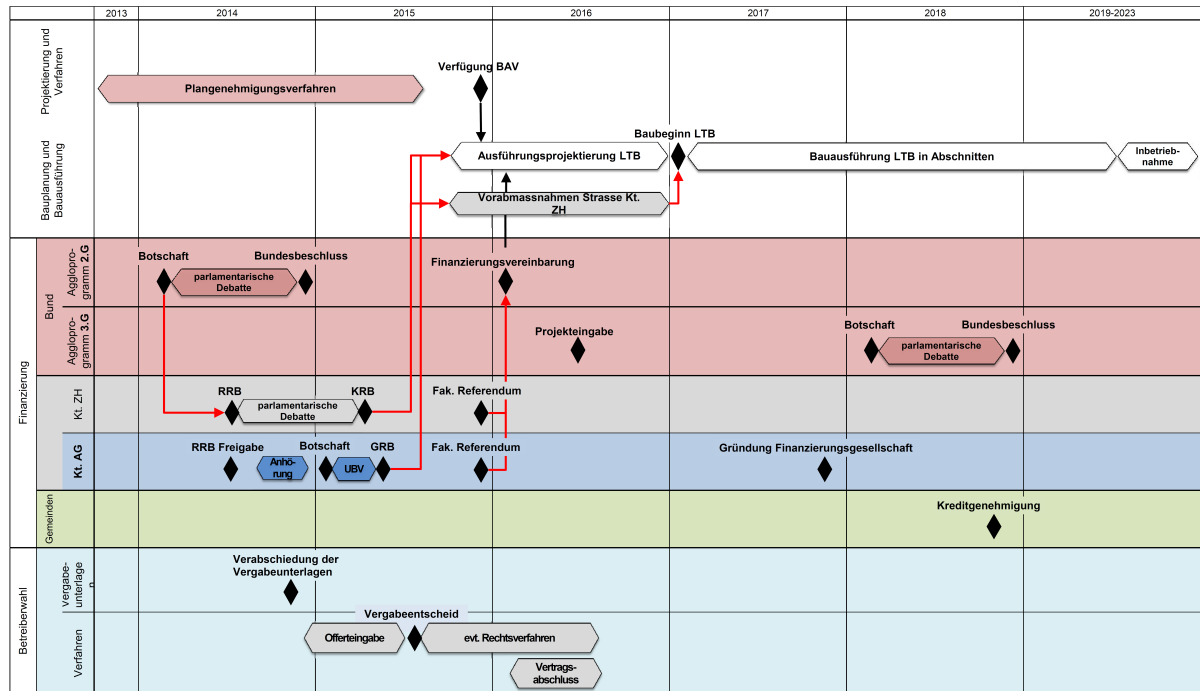 2013
2014
2015
2016
2017
2018
2019-2023
Projektierung und
Verfahren
Verfügung BAV
Plangenehmigungsverfahren
Bauplanung und
Bauausführung
Baubeginn LTB
Ausführungsprojektierung LTB
Bauausführung LTB in Abschnitten
Inbetrieb-
nahme
Vorabmassnahmen Strasse Kt.
ZH
Finanzierung
Bund
Agglopro-
gramm 2.G
Botschaft
Bundesbeschluss
Finanzierungsvereinbarung
parlamentarische
Debatte
Agglopro-
gramm 3.G
Projekteingabe
Botschaft
Bundesbeschluss
parlamentarische
Debatte
Kt. ZH
RRB
KRB
Fak. Referendum
parlamentarische
Debatte
Kt. AG
RRB Freigabe
Botschaft
GRB
Fak. Referendum
Gründung Finanzierungsgesellschaft
Anhö-
rung
UBV
Gemeinden
Kreditgenehmigung
Betreiberwahl
Vergabe-
unterlage
n
Verabschiedung der
Vergabeunterlagen
Verfahren
Vergabeentscheid
Offerteingabe
evt. Rechtsverfahren
Vertrags-
abschluss